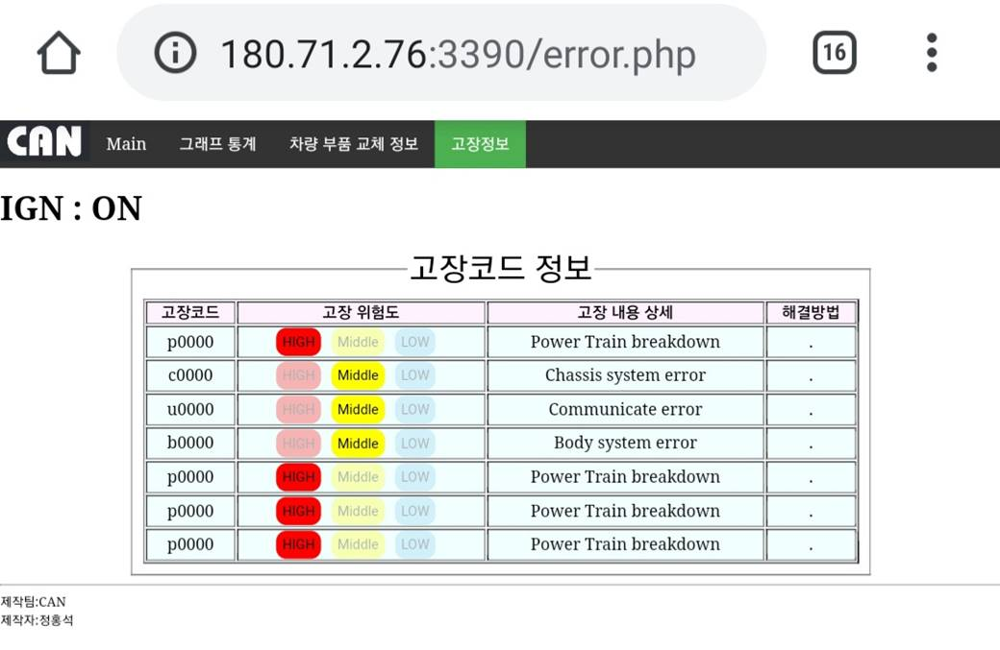 180.71.2.76:3390/error.php 16
CAN Main 그래프 통계 차량 부품 교체 정보 고장정보
IGN : ON
고장코드 정보
고장코드 고장 위험도 고장 내용 상세 해결방법
p0000 HIGH Middle LOW Power Train breakdown .
c0000 HIGH Middle LOW Chassis system error .
u0000 HIGH Middle LOW Communicate error .
b0000 HIGH Middle LOW Body system error .
p0000 HIGH Middle LOW Power Train breakdown .
p0000 HIGH Middle LOW Power Train breakdown .
p0000 HIGH Middle LOW Power Train breakdown .
제작팀:CAN
제작자:정홍석